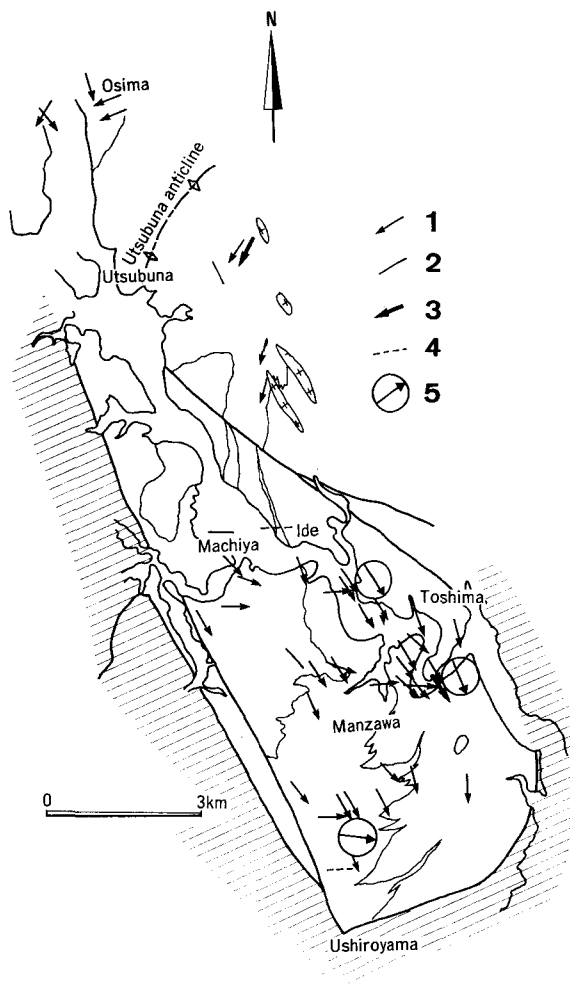 N
Osima
Utsubuna anticline
1
Utsubuna
2
3
4
5
Ide
Machiya
Toshima
Manzawa
0 3km
Ushiroyama